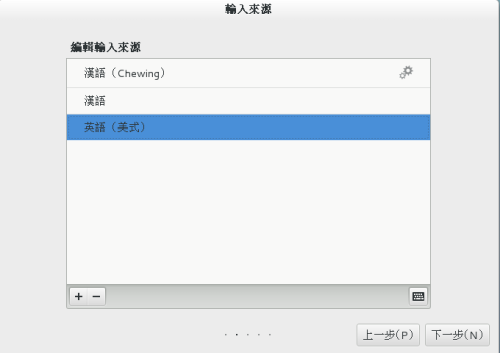 輸入來源
編輯輸入來源
漢語（Chewing）
漢語
英語（美式）
上一步(P)
下一步(N)